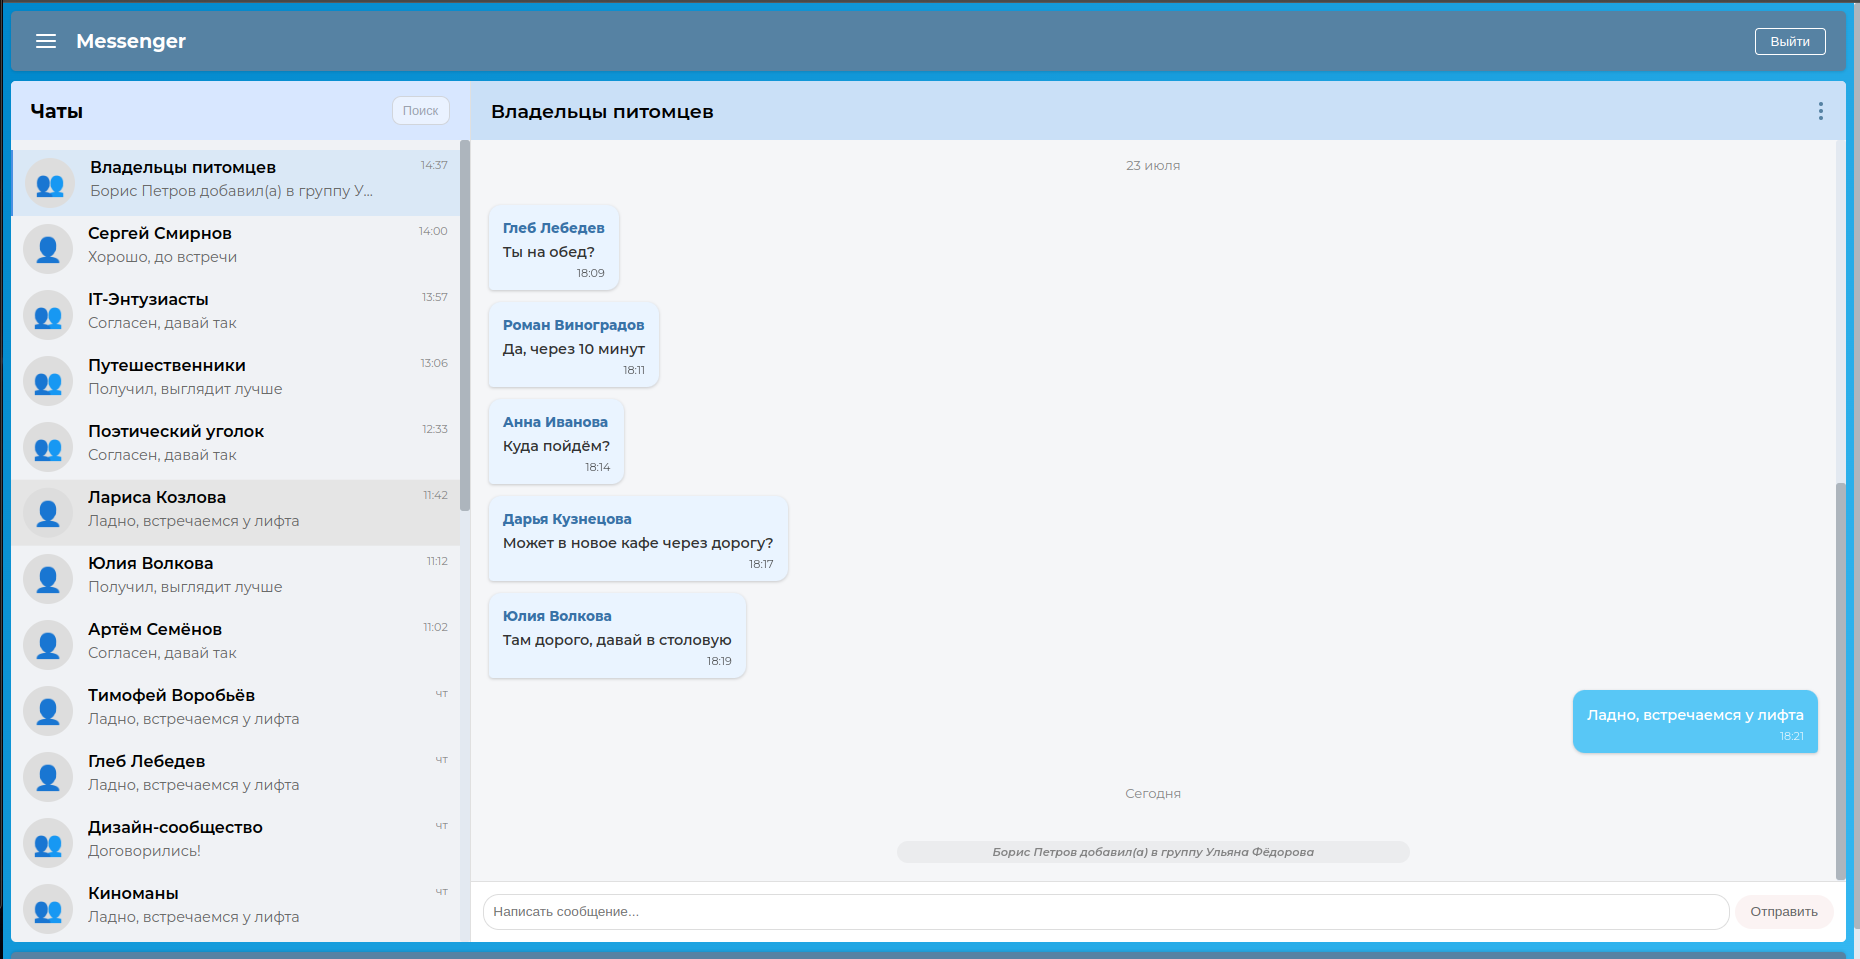 Messenger
Выйти
Чаты
Поиск
Владельцы питомцев
14:37
Борис Петров добавил(а) в группу У...
Сергей Смирнов
14:00
Хорошо, до встречи
IT-Энтузиасты
13:57
Согласен, давай так
Путешественники
13:06
Получил, выглядит лучше
Поэтический уголок
12:33
Согласен, давай так
Лариса Козлова
11:42
Ладно, встречаемся у лифта
Юлия Волкова
11:12
Получил, выглядит лучше
Артём Семёнов
11:02
Согласен, давай так
Тимофей Воробьёв
чт
Ладно, встречаемся у лифта
Глеб Лебедев
чт
Ладно, встречаемся у лифта
Дизайн-сообщество
чт
Договорились!
Киноманы
чт
Ладно, встречаемся у лифта
Владельцы питомцев
23 июля
Глеб Лебедев
Ты на обед?
18:09
Роман Виноградов
Да, через 10 минут
18:11
Анна Иванова
Куда пойдём?
18:14
Дарья Кузнецова
Может в новое кафе через дорогу?
18:17
Юлия Волкова
Там дорого, давай в столовую
18:19
Ладно, встречаемся у лифта
18:21
Сегодня
Борис Петров добавил(а) в группу Ульяна Фёдорова
Написать сообщение...
Отправить